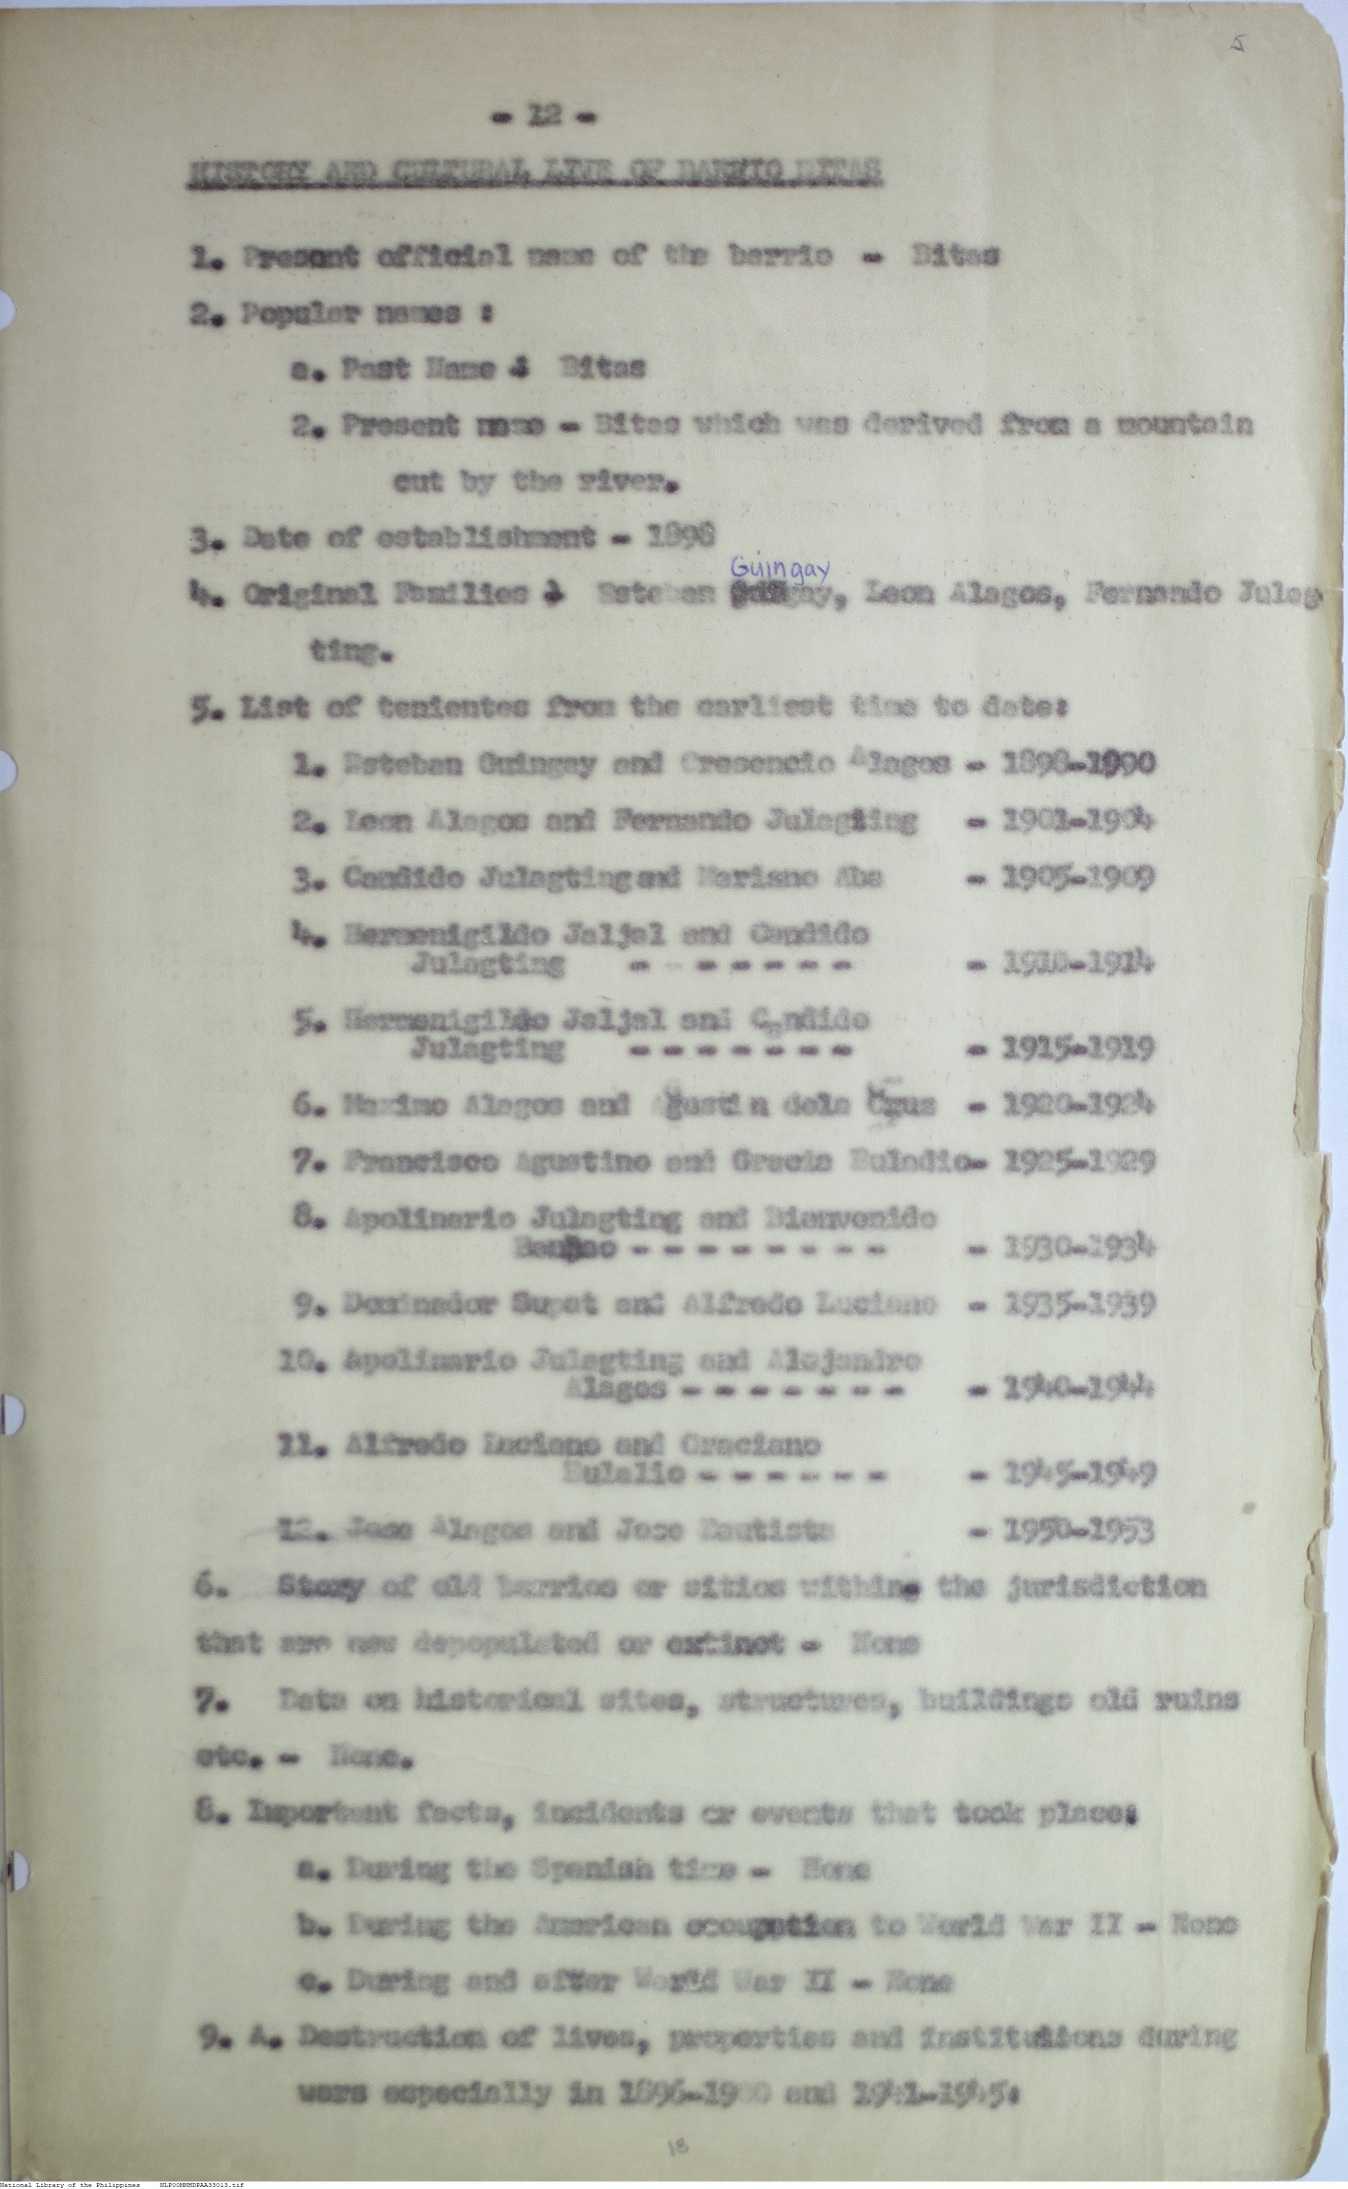 5
- 12 -
HISTORY AND CULTURAL LIFE OF BARRIO BITAS
1. Present official name of the barrio - Bitas
2. Popular names :
a. Past Name : Bitas
2. Present name - Bitas which was derived from a mountain
cut by the river.
3. Date of establishment - 1898
Guingay
4. Original Families : Esteban, Leon Alagos, Fernando Julag
ting.
5. List of tenientes from the earliest time to date:
1. Esteban Guingay and Cresencio Alagos - 1898-1900
2. Leon Alagos and Fernando Julagting - 1901-1904
3. Candido Julagting and Mariano Aba - 1905-1909
4. Hermenigildo Jaljal and Candido
Julagting - - - - - - - - 1910-1914
5. Hermenigildo Jaljal and Candido
Julagting - - - - - - - - 1915-1919
6. Maximo Alagos and Agustin dela Cruz - 1920-1924
7. Francisco Agustino and Gracia - 1925-1929
8. Apolinario Julagting and Bienvenido
- - - - - - - - - 1930-1934
9. Dominador Supat and Alfredo Luciano - 1935-1939
10. Apolinario Julagting and Alejandro
Alagos - - - - - - - - 1940-1944
11. Alfredo Luciano and Graciano
Eulalio - - - - - - - 1945-1949
12. Jose Alagos and Jose Bautista - 1950-1953
6. Story of old barrios or sitios within the jurisdiction
that are now depopulated or extinct - None
7. Data on historical sites, structures, buildings old ruins
etc. - None.
8. Important facts, incidents or events that took place:
a. During the Spanish time - None
b. During the American occupation to World War II - None
c. During and after World War II - None
9. A. Destruction of lives, properties and institutions during
wars especially in 1896-1900 and 1941-1945:
18
National Library of the Philippines NLPOOMNMDPAA33013.tif